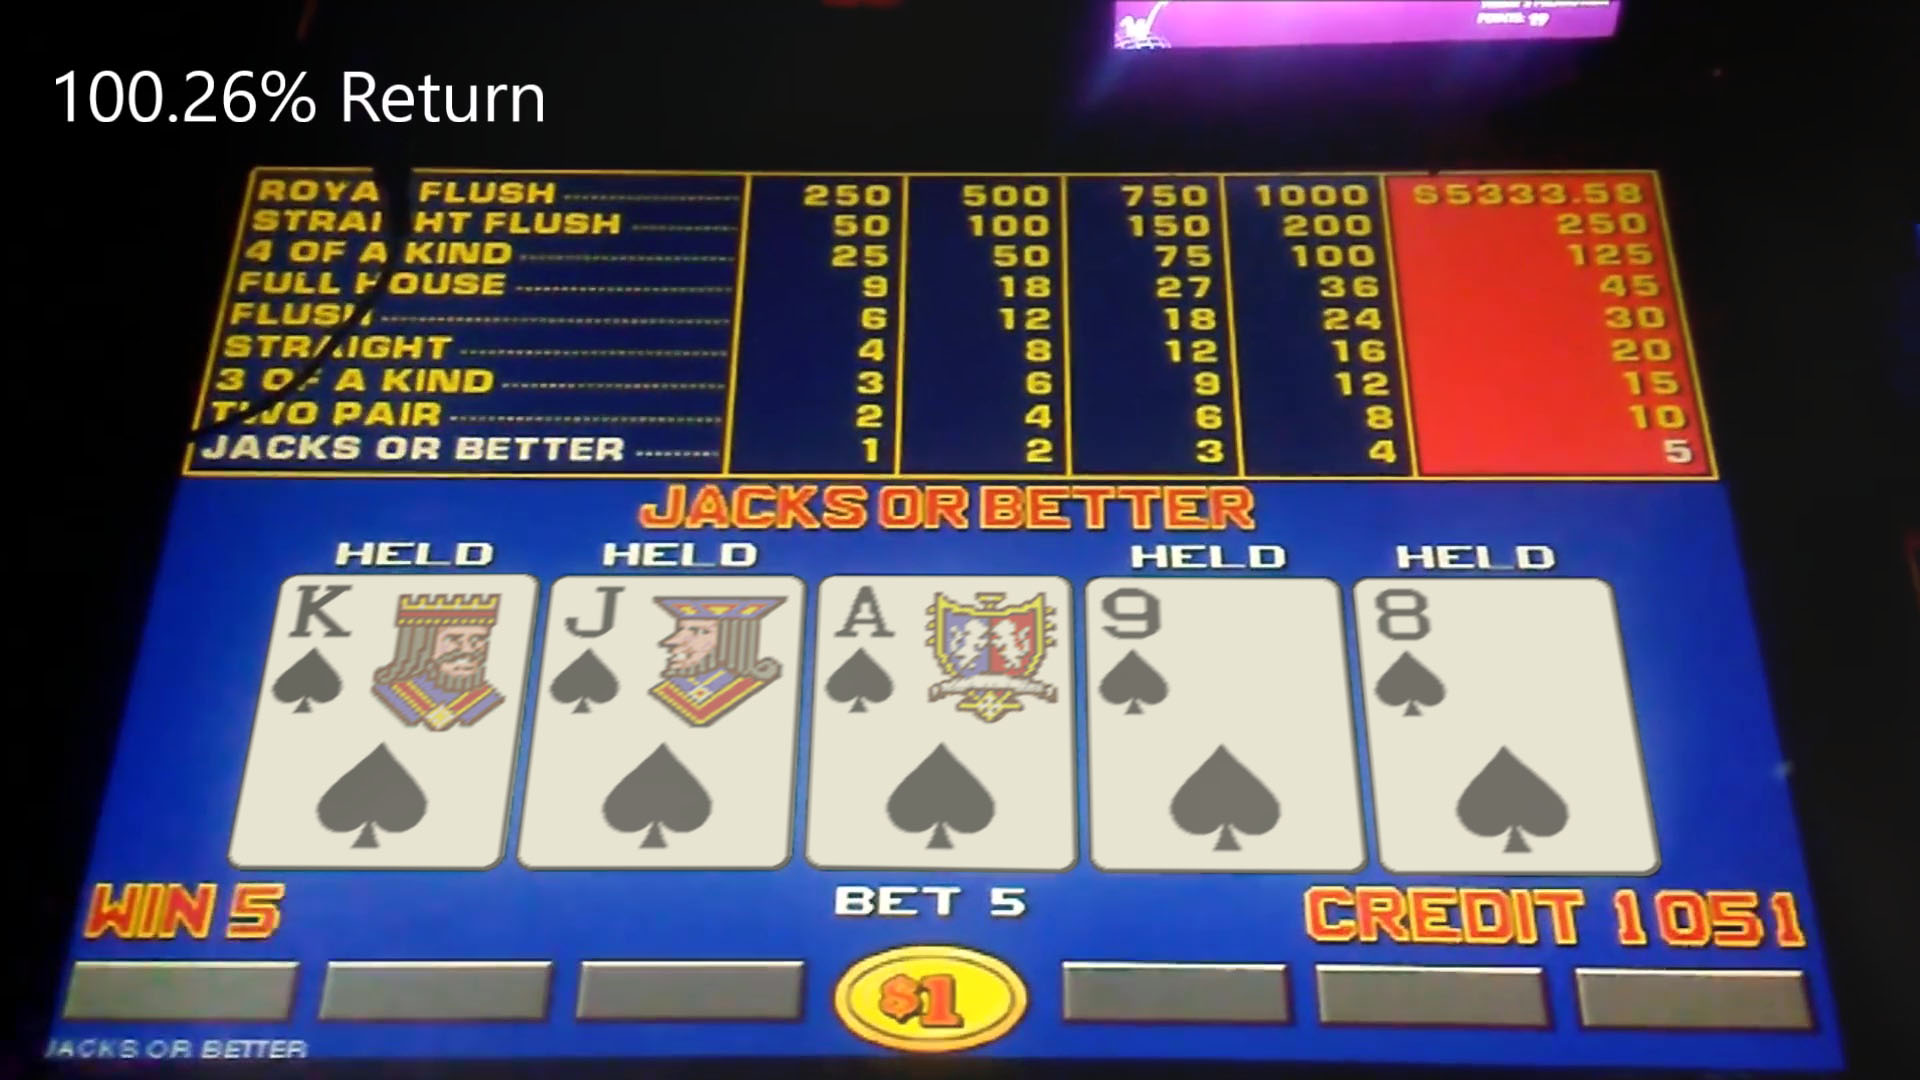 POINTS: 99
100.26% Return
ROYA FLUSH 250 500 750 1000 $5333.58
STRAIGHT FLUSH 50 100 150 200 250
4 OF A KIND 25 50 75 100 125
FULL HOUSE 9 18 27 36 45
FLUSH 6 12 18 24 30
STRAIGHT 4 8 12 16 20
3 OF A KIND 3 6 9 12 15
TWO PAIR 2 4 6 8 10
JACKS OR BETTER 1 2 3 4 5
JACKS OR BETTER
HELD HELD HELD HELD
K J A 9 8
WIN 5 BET 5 CREDIT 1051
$1
JACKS OR BETTER